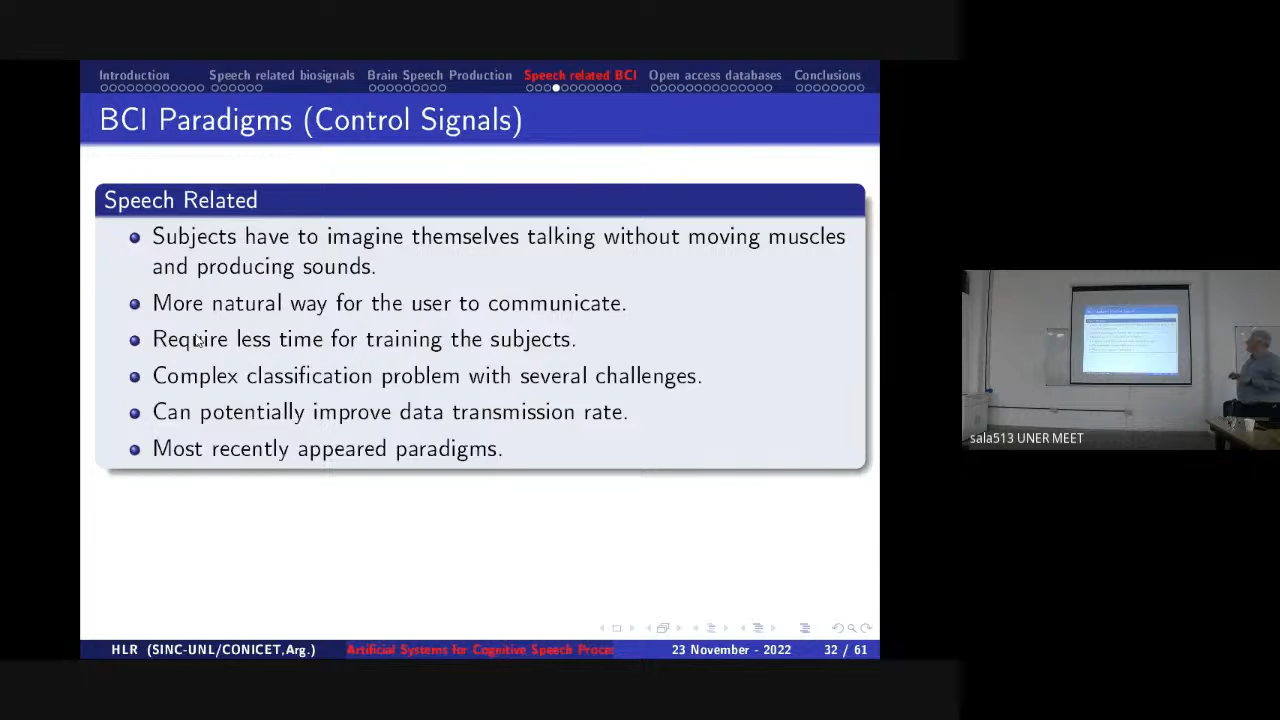 Introduction Speech related biosignals Brain Speech Production Speech related BCI Open access databases Conclusions
BCI Paradigms (Control Signals)
Speech Related
Subjects have to imagine themselves talking without moving muscles
and producing sounds.
More natural way for the user to communicate.
Require less time for training the subjects.
Complex classification problem with several challenges.
Can potentially improve data transmission rate.
Most recently appeared paradigms.
sala513 UNER MEET
HLR (SINC-UNL/CONICET,Arg.) Artificial Systems for Cognitive Speech Proces 23 November - 2022 32 / 61